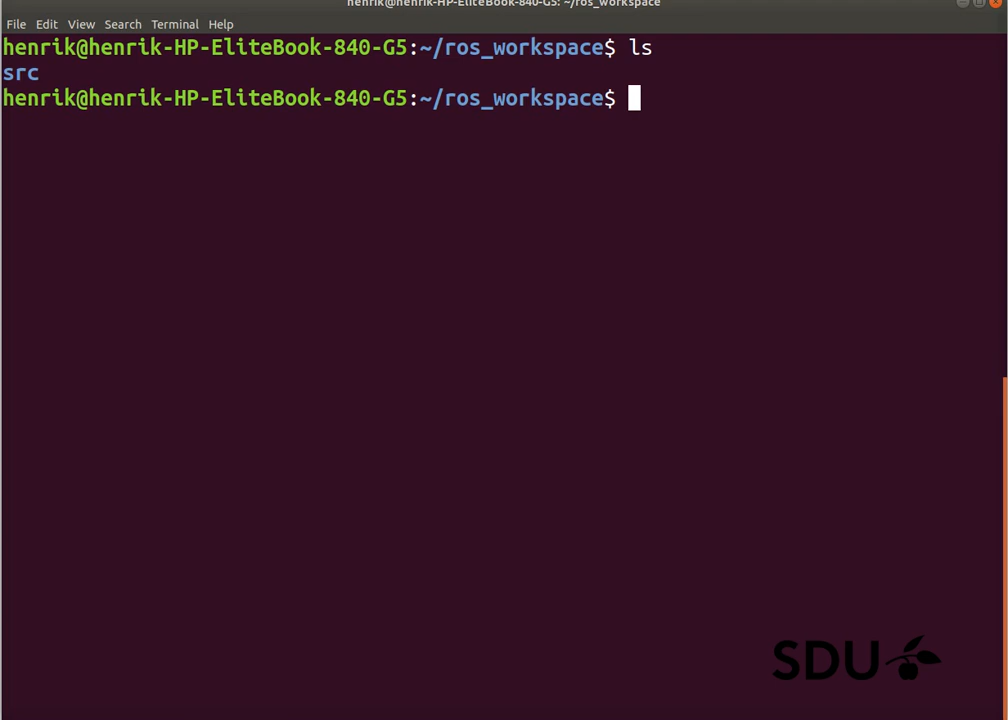 henrik@henrik-HP-EliteBook-840-G5: ~/ros_workspace
File Edit View Search Terminal Help
henrik@henrik-HP-EliteBook-840-G5:~/ros_workspace$ ls
src
henrik@henrik-HP-EliteBook-840-G5:~/ros_workspace$
SDU